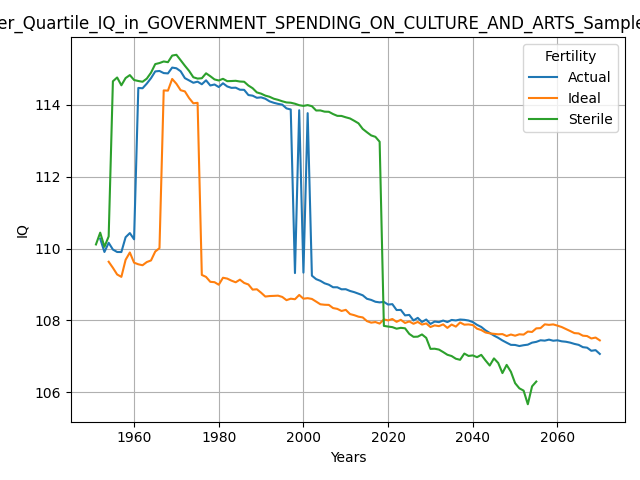 er_Quartile_IQ_in_GOVERNMENT_SPENDING_ON_CULTURE_AND_ARTS_Sample
Fertility
Actual
Ideal
Sterile
114
112
110
108
106
IQ
1960
1980
2000
2020
2040
2060
Years